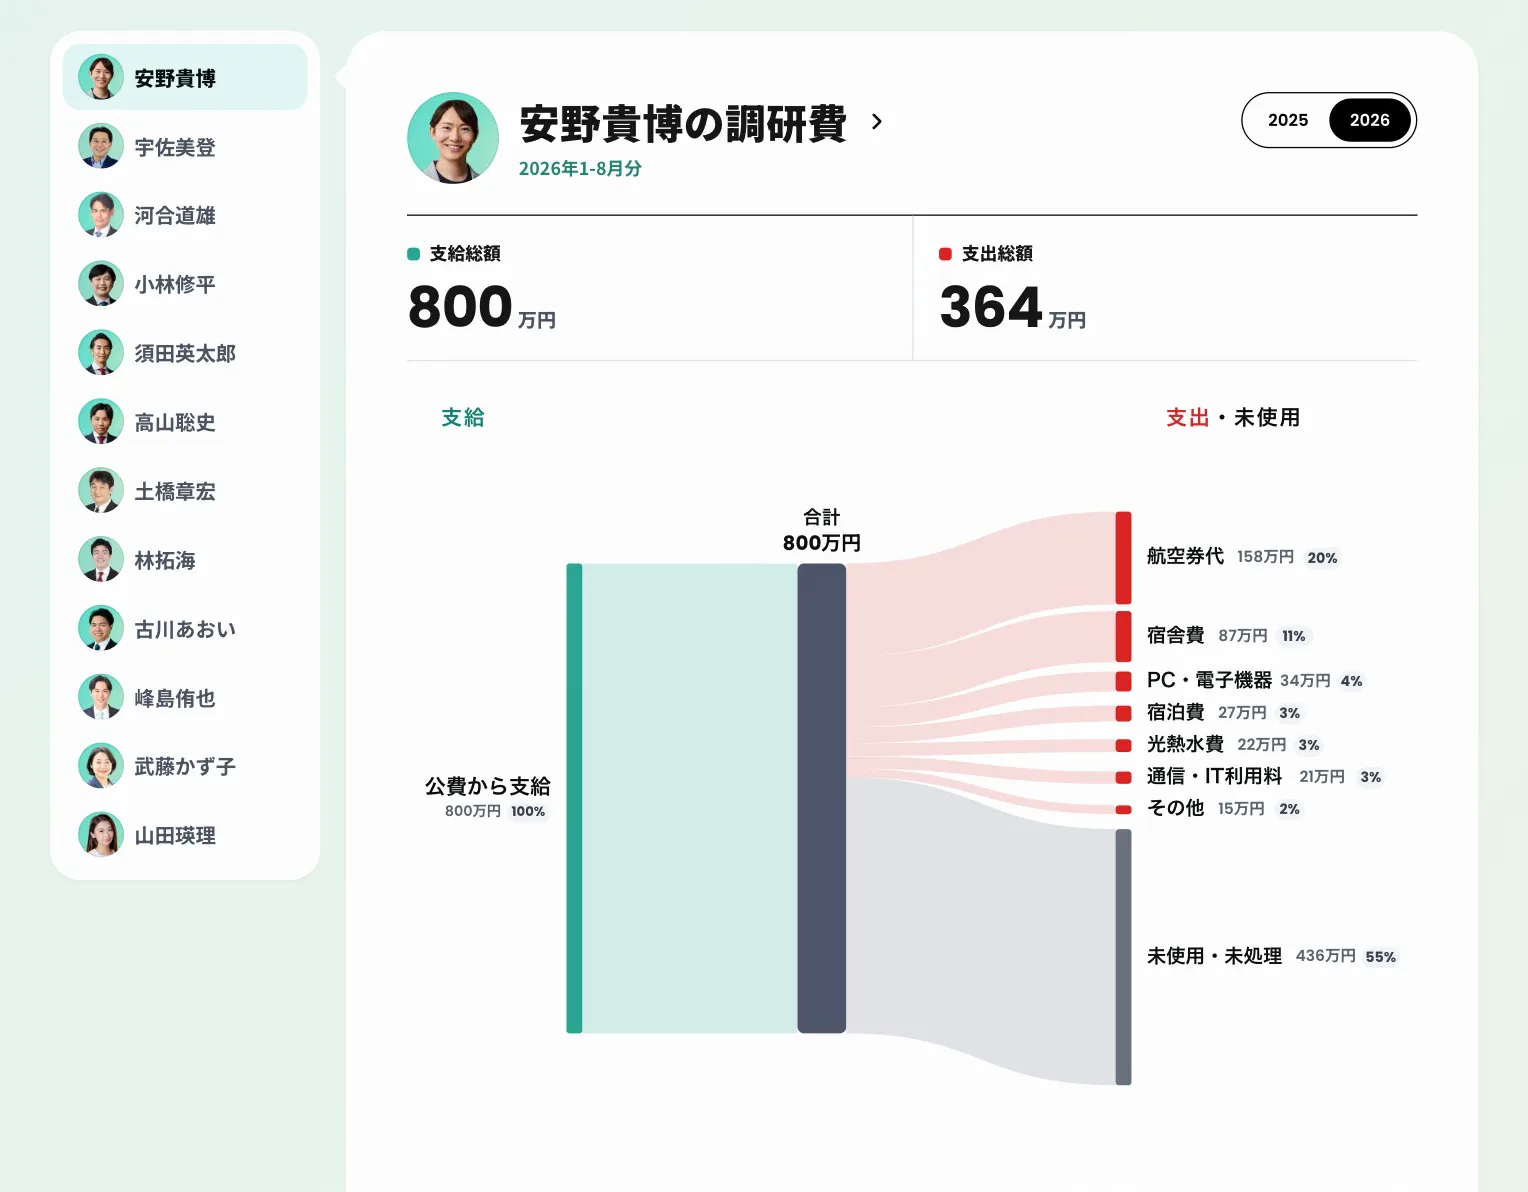 安野貴博
宇佐美登
河合道雄
小林修平
須田英太郎
高山聡史
土橋章宏
林拓海
古川あおい
峰島侑也
武藤かず子
山田瑛理
安野貴博の調研費 ›
2026年1-8月分
2025 2026
支給総額
800万円
支出総額
364万円
支給
支出・未使用
合計
800万円
公費から支給
800万円 100%
航空券代 158万円 20%
宿舎費 87万円 11%
PC・電子機器 34万円 4%
宿泊費 27万円 3%
光熱水費 22万円 3%
通信・IT利用料 21万円 3%
その他 15万円 2%
未使用・未処理 436万円 55%